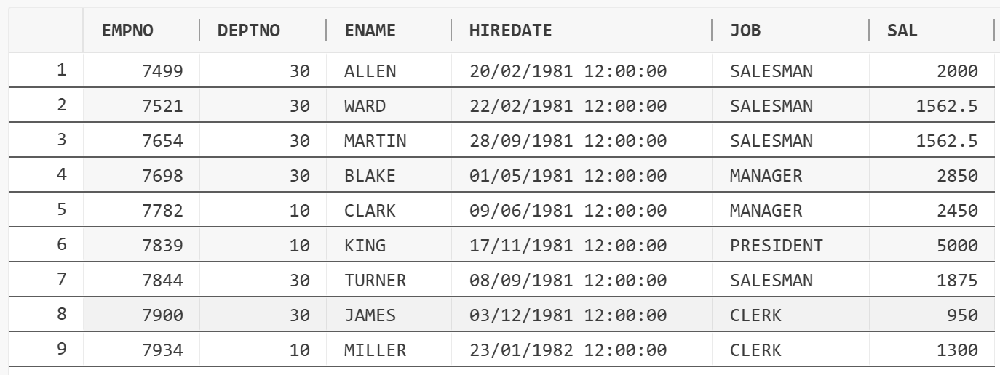 EMPNO DEPTNO ENAME HIREDATE JOB SAL
1 7499 30 ALLEN 20/02/1981 12:00:00 SALESMAN 2000
2 7521 30 WARD 22/02/1981 12:00:00 SALESMAN 1562.5
3 7654 30 MARTIN 28/09/1981 12:00:00 SALESMAN 1562.5
4 7698 30 BLAKE 01/05/1981 12:00:00 MANAGER 2850
5 7782 10 CLARK 09/06/1981 12:00:00 MANAGER 2450
6 7839 10 KING 17/11/1981 12:00:00 PRESIDENT 5000
7 7844 30 TURNER 08/09/1981 12:00:00 SALESMAN 1875
8 7900 30 JAMES 03/12/1981 12:00:00 CLERK 950
9 7934 10 MILLER 23/01/1982 12:00:00 CLERK 1300